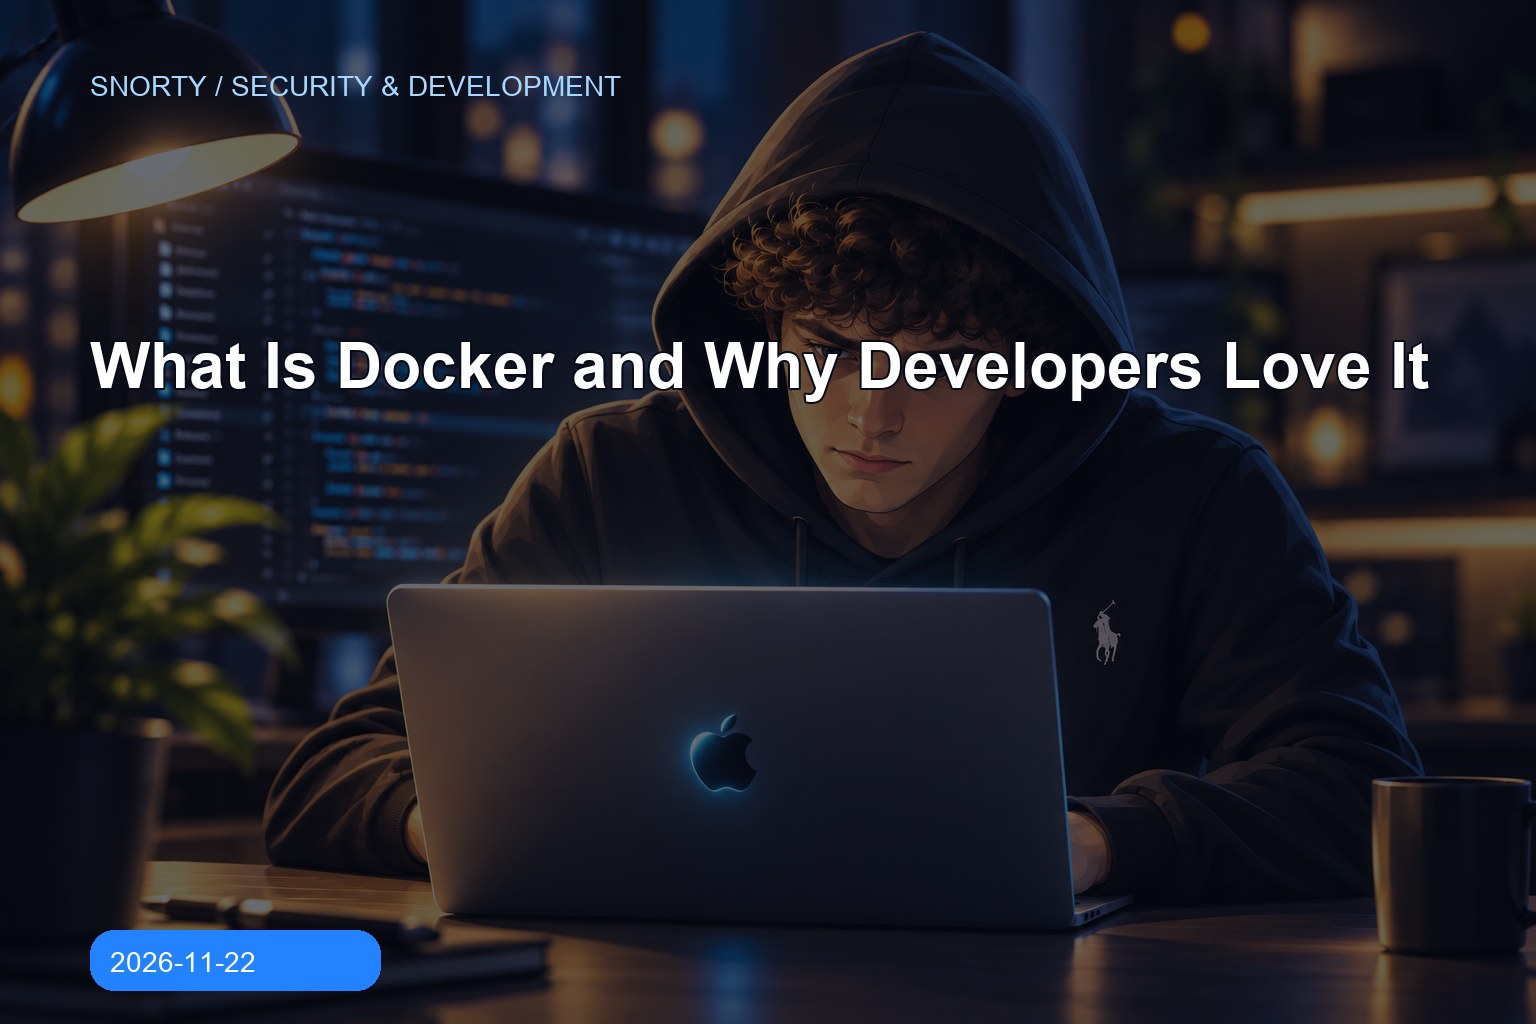 SNORTY / SECURITY & DEVELOPMENT
What Is Docker and Why Developers Love It
2026-11-22